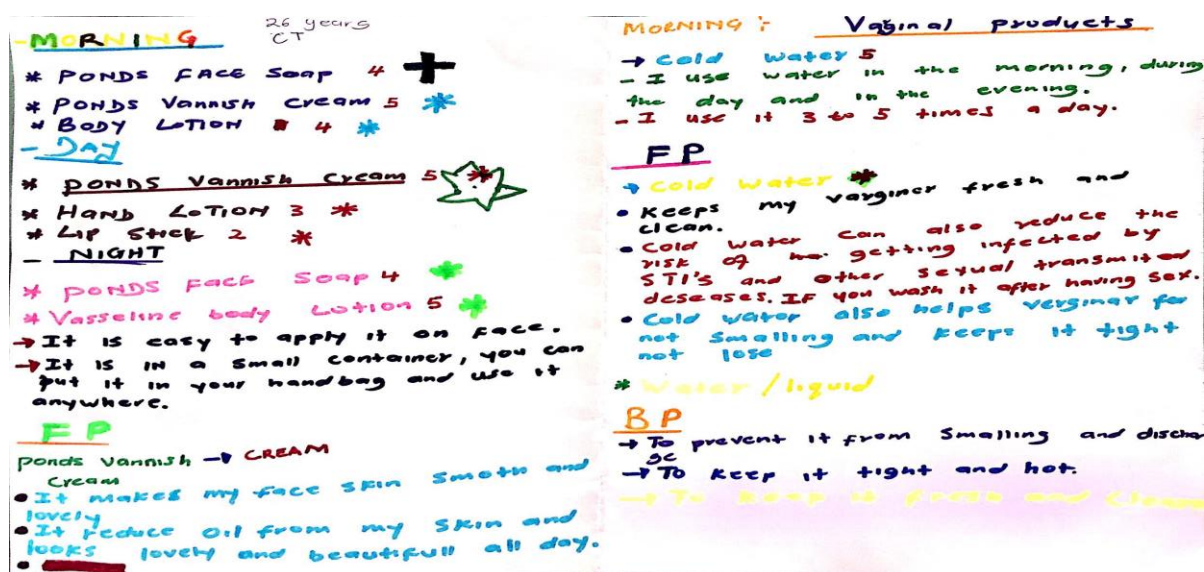 26 years
CT
- MORNING
* PONDS FACE Soap 4
* PONDS Vannish Cream 5 *
* BODY LOTION 4 *
- DAY
* PONDS Vannish Cream 5 *
* HAND LOTION 3 *
* Lip Stick 2 *
- NIGHT
* PONDS Face Soap 4 *
* Vasseline body Lotion 5 *
→ It is easy to apply it on face.
→ It is in a small container, you can
put it in your handbag and use it
anywhere.
FP
Ponds Vannish → CREAM
Cream
• It makes my face skin smoth and
lovely
• It reduce oil from my skin and
looks lovely and beautifull all day.
MORNING: Varginal products
→ Cold water 5
- I use water in the morning, during
the day and in the evening.
- I use it 3 to 5 times a day.
FP
→ Cold water *
• Keeps my varginer fresh and
clean.
• Cold water can also reduce the
risk of getting infected by
STI's and other sexual transmited
deseases. IF you wash it after having sex.
• Cold water also helps verginar for
not smalling and keeps it tight
not lose
* Water / liquid
BP
→ To prevent it from smalling and dischar
ge
→ To keep it tight and hot.
→ To keep it fresh and clean